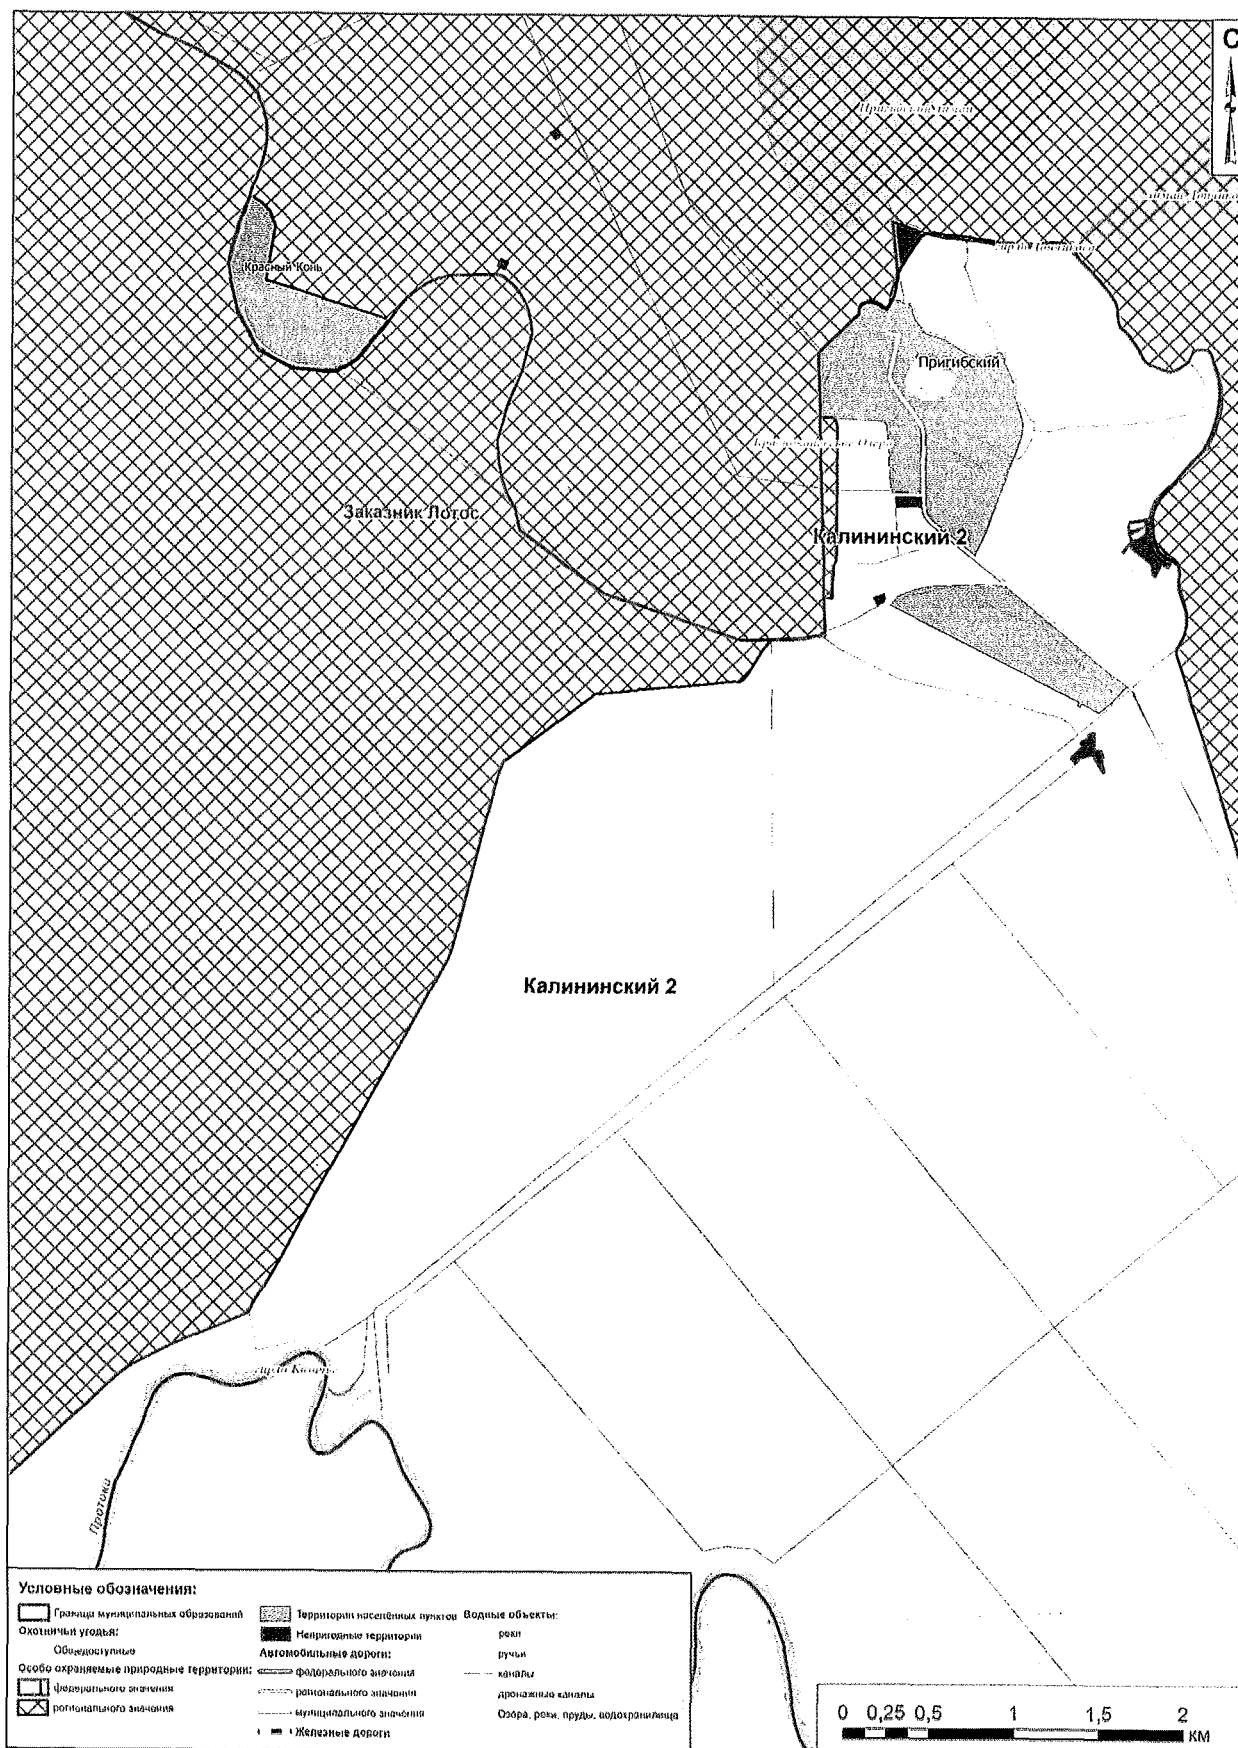 С
Красный Конь
Пригибский
Заказник Лотос
Калининский 2
Калининский 2
Протока
Условные обозначения:
Границы муниципальных образований
Охотничьи угодья:
Общедоступные
Особо охраняемые природные территории:
федерального значения
регионального значения
Территории населённых пунктов
Непригодные территории
Автомобильные дороги:
федерального значения
регионального значения
муниципального значения
Железные дороги
Водные объекты:
реки
ручьи
каналы
дренажные каналы
Озёра, реки, пруды, водохранилища
0 0,25 0,5 1 1,5 2
КМ